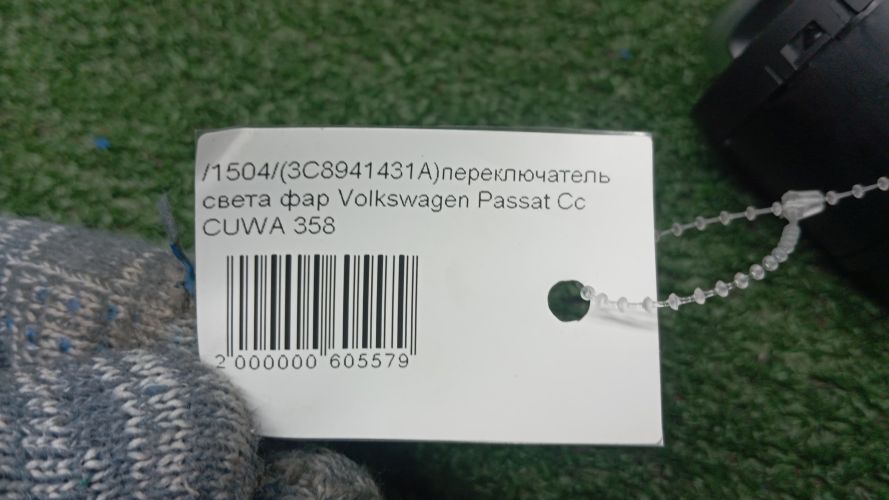 /1504/(3C8941431A)переключатель
света фар Volkswagen Passat Cc
CUWA 358
2 000000 605579